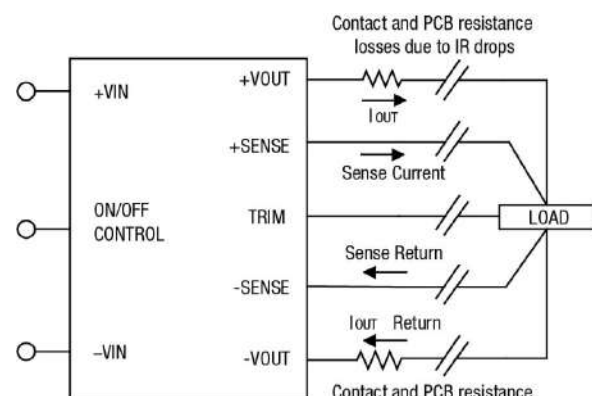 Contact and PCB resistance
losses due to IR drops
+VOUT
+VIN
IOUT
+SENSE
Sense Current
ON/OFF
CONTROL
TRIM
LOAD
Sense Return
-SENSE
IOUT Return
–VIN
-VOUT
Contact and PCB resistance